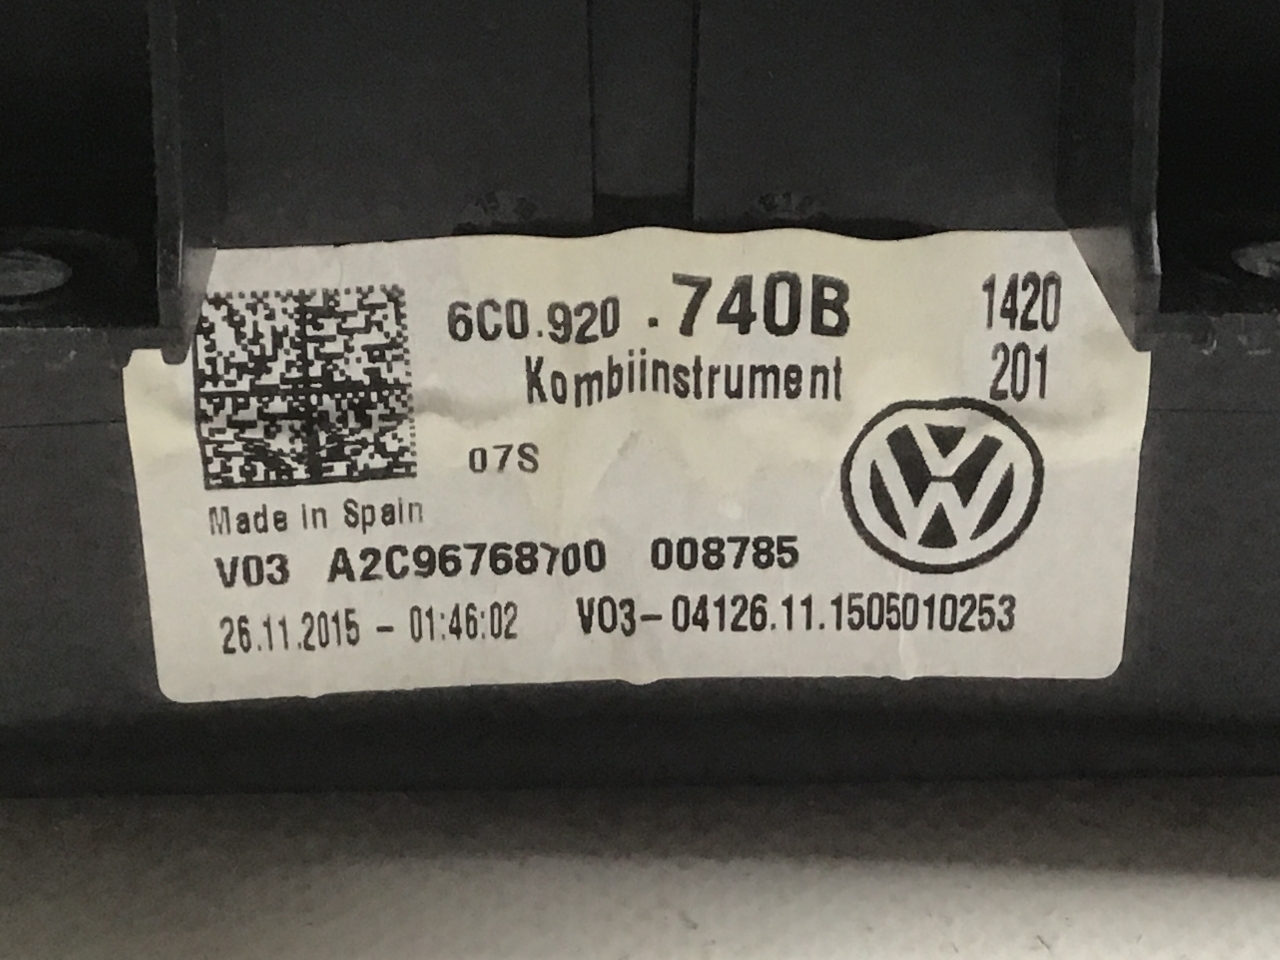 6C0.920 .740B 1420
Kombiinstrument 201
07S
Made in Spain
V03 A2C96768700 008785
26.11.2015 - 01:46:02 V03-04126.11.1505010253